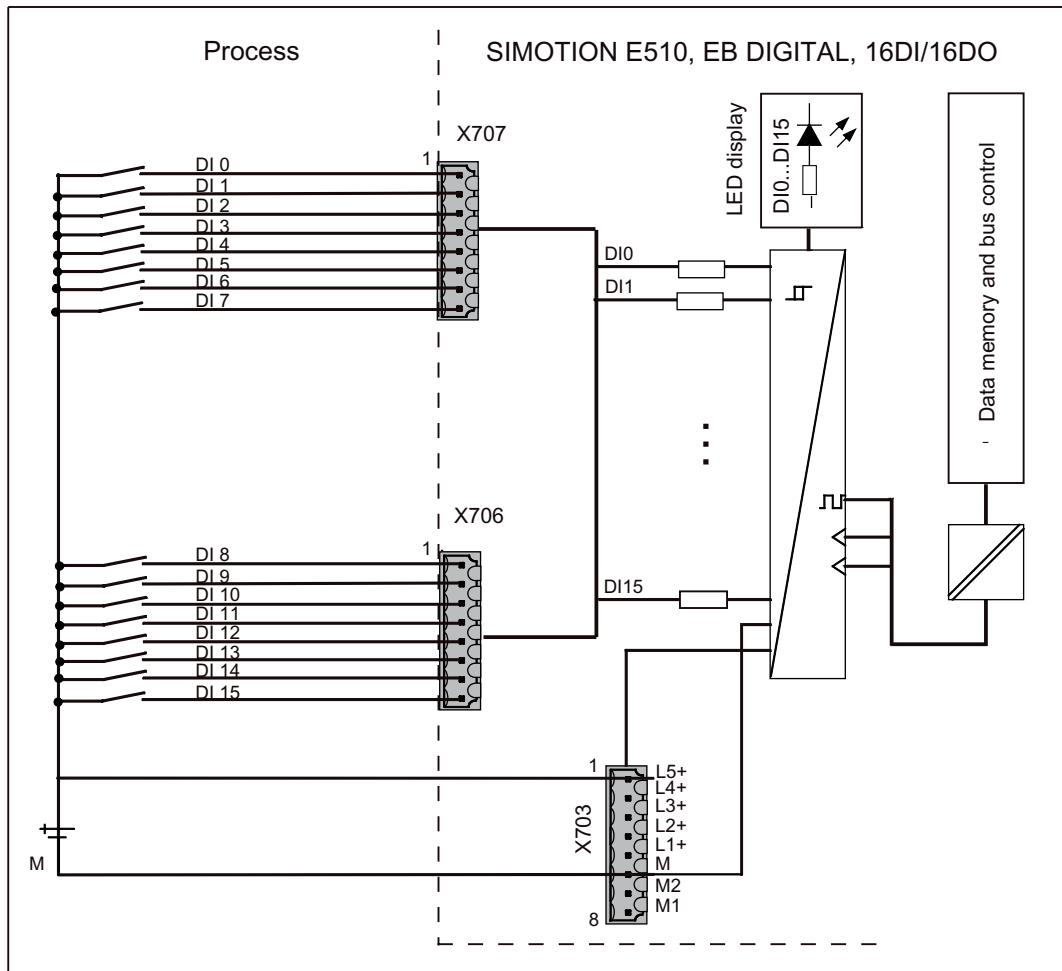 Process
SIMOTION E510, EB DIGITAL, 16DI/16DO
X707
1
DI 0
DI 1
DI 2
DI 3
DI 4
DI 5
DI 6
DI 7
LED display
DI0...DI15
Data memory and bus control
DI0
DI1
X706
1
DI 8
DI 9
DI 10
DI 11
DI 12
DI 13
DI 14
DI 15
DI15
X703
1
L5+
L4+
L3+
L2+
L1+
M
M2
M1
8
M